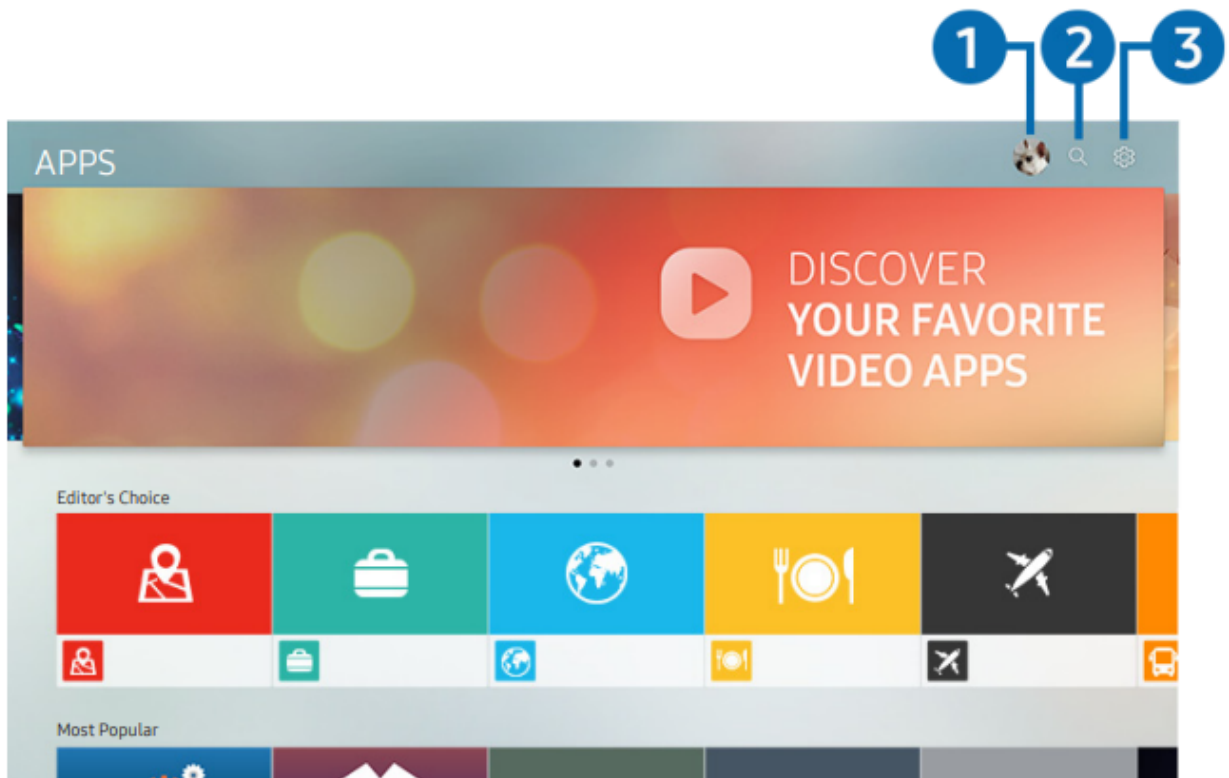 1 2 3
APPS
DISCOVER
YOUR FAVORITE
VIDEO APPS
Editor's Choice
Most Popular